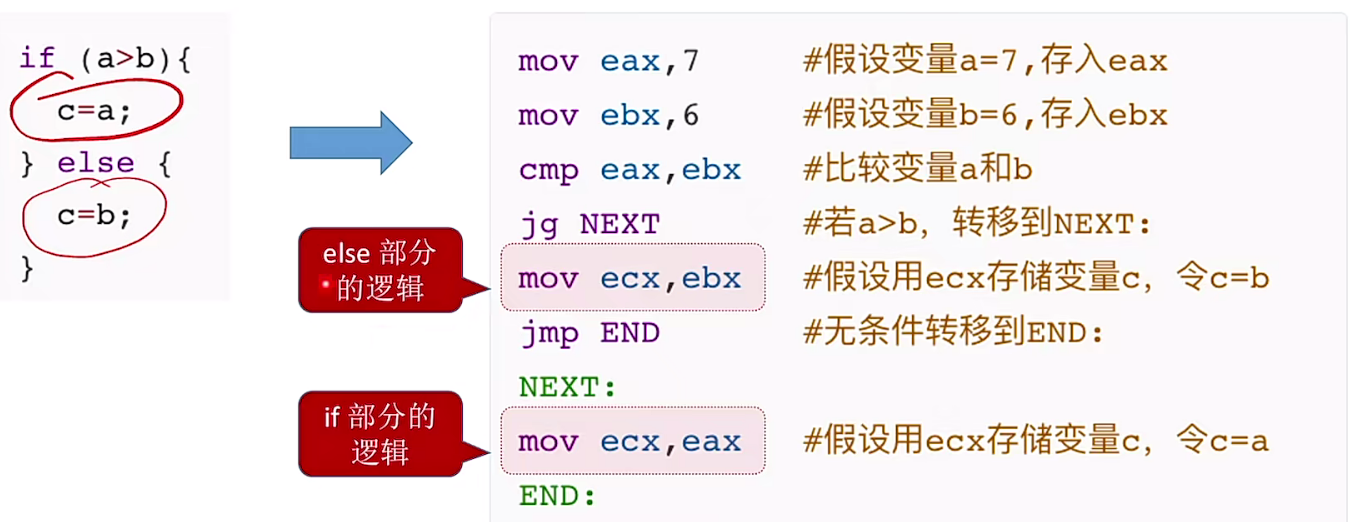 if (a>b){
c=a;
} else {
c=b;
}
mov eax,7 #假设变量a=7,存入eax
mov ebx,6 #假设变量b=6,存入ebx
cmp eax,ebx #比较变量a和b
jg NEXT #若a>b，转移到NEXT:
else 部分
的逻辑
mov ecx,ebx #假设用ecx存储变量c，令c=b
jmp END #无条件转移到END:
NEXT:
if 部分的
逻辑
mov ecx,eax #假设用ecx存储变量c，令c=a
END: